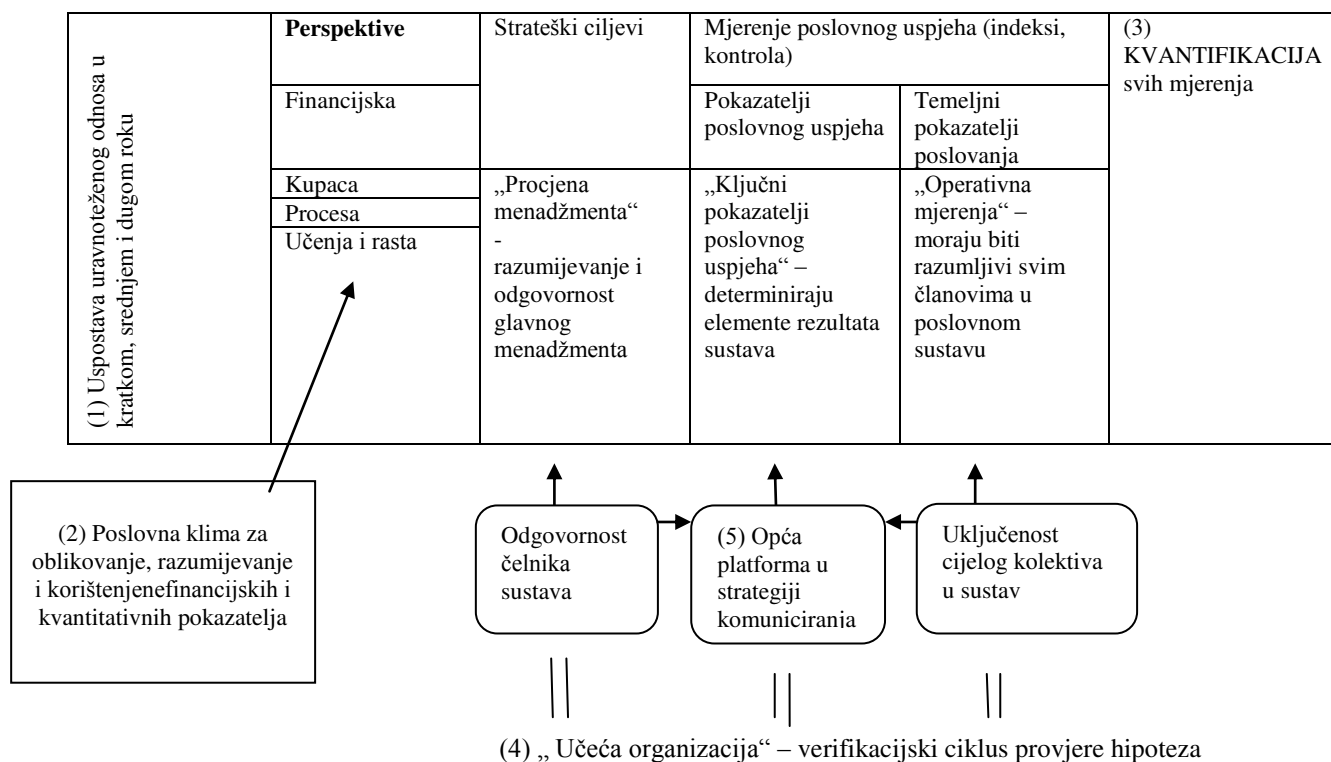 (1) Uspostava uravnoteženog odnosa u
kratkom, srednjem i dugom roku
Perspektive
Strateški ciljevi
Mjerenje poslovnog uspjeha (indeksi,
kontrola)
(3)
KVANTIFIKACIJA
svih mjerenja
Financijska
Pokazatelji
poslovnog uspjeha
Temeljni
pokazatelji
poslovanja
Kupaca
Procesa
Učenja i rasta
„Procjena
menadžmenta“
-
razumijevanje i
odgovornost
glavnog
menadžmenta
„Ključni
pokazatelji
poslovnog
uspjeha“ –
determiniraju
elemente rezultata
sustava
„Operativna
mjerenja“ –
moraju biti
razumljivi svim
članovima u
poslovnom
sustavu
(2) Poslovna klima za
oblikovanje, razumijevanje
i korištenjenefinancijskih i
kvantitativnih pokazatelja
Odgovornost
čelnika
sustava
(5) Opća
platforma u
strategiji
komuniciranja
Uključenost
cijelog kolektiva
u sustav
(4) „ Učeća organizacija“ – verifikacijski ciklus provjere hipoteza